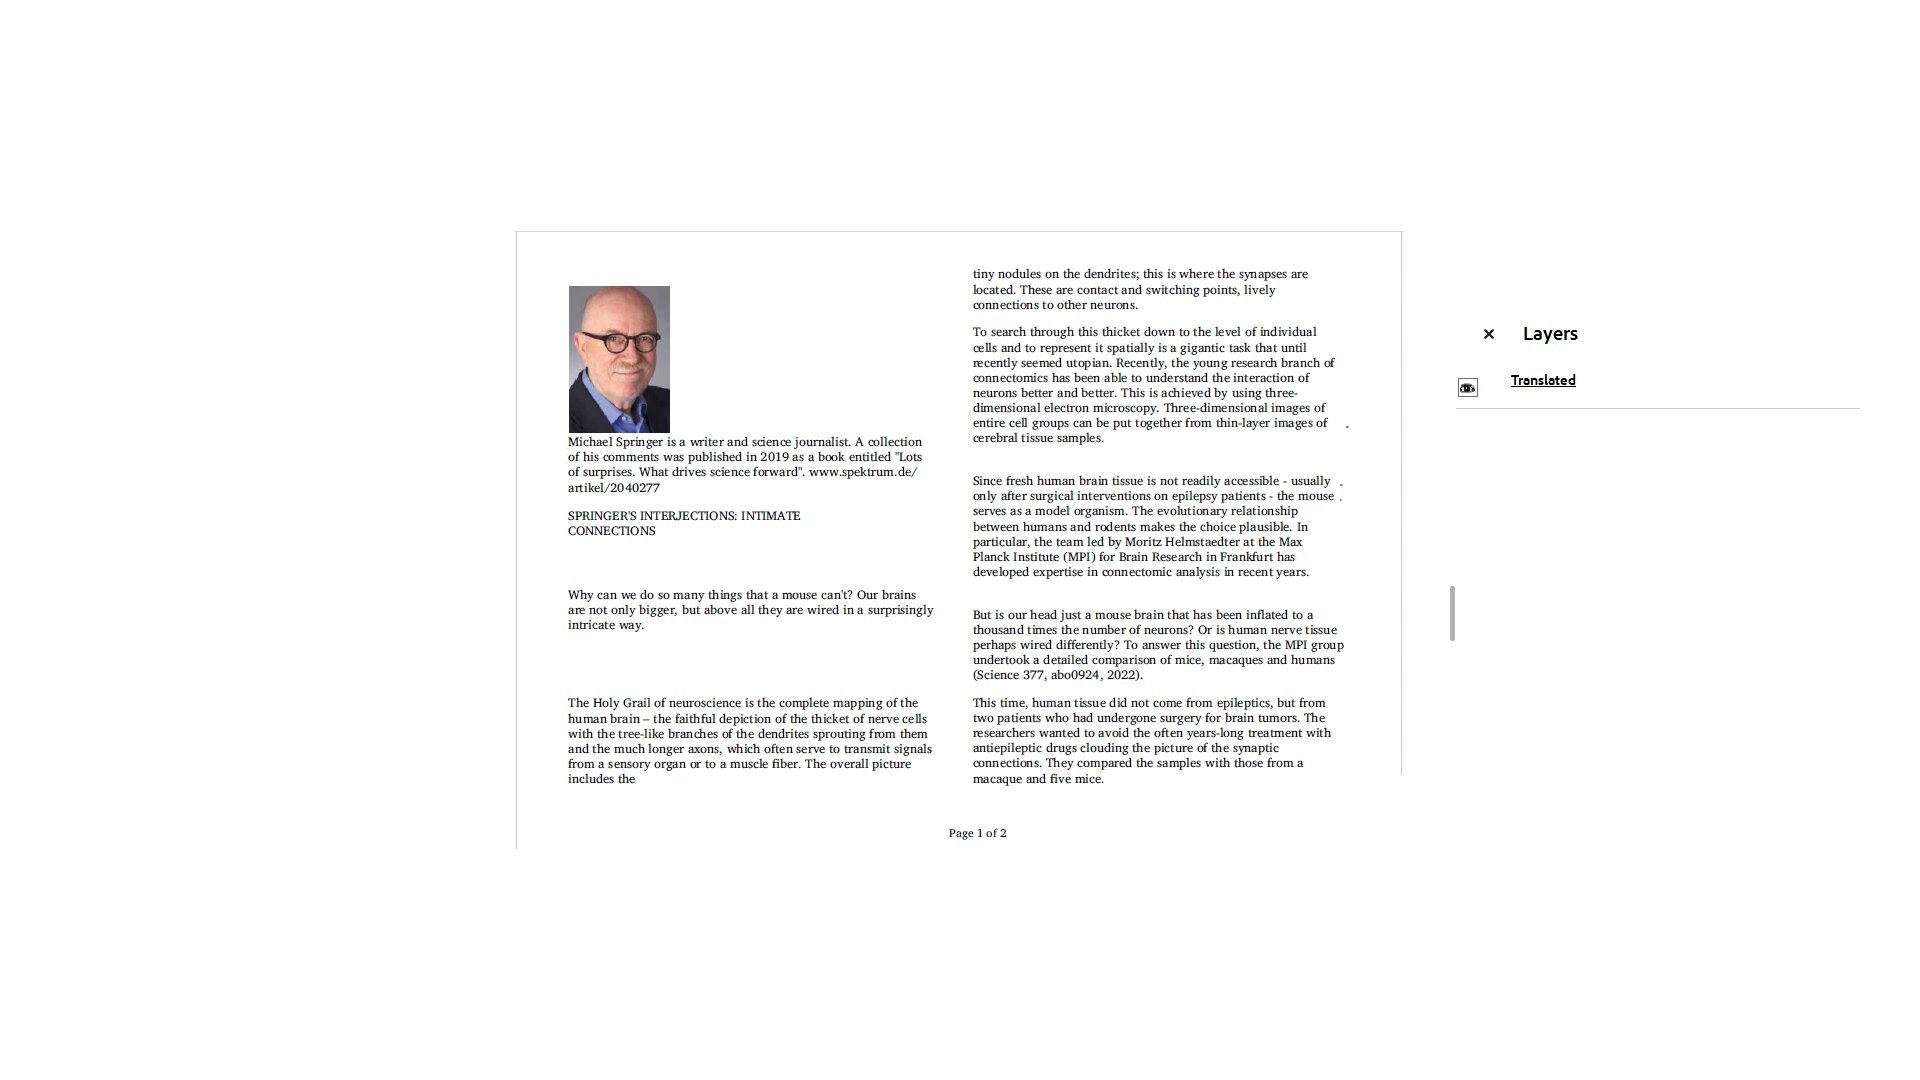 Michael Springer is a writer and science journalist. A collection
of his comments was published in 2019 as a book entitled "Lots
of surprises. What drives science forward". www.spektrum.de/
artikel/2040277
SPRINGER'S INTERJECTIONS: INTIMATE
CONNECTIONS
Why can we do so many things that a mouse can't? Our brains
are not only bigger, but above all they are wired in a surprisingly
intricate way.
The Holy Grail of neuroscience is the complete mapping of the
human brain – the faithful depiction of the thicket of nerve cells
with the tree-like branches of the dendrites sprouting from them
and the much longer axons, which often serve to transmit signals
from a sensory organ or to a muscle fiber. The overall picture
includes the
tiny nodules on the dendrites; this is where the synapses are
located. These are contact and switching points, lively
connections to other neurons.
To search through this thicket down to the level of individual
cells and to represent it spatially is a gigantic task that until
recently seemed utopian. Recently, the young research branch of
connectomics has been able to understand the interaction of
neurons better and better. This is achieved by using three-
dimensional electron microscopy. Three-dimensional images of
entire cell groups can be put together from thin-layer images of
cerebral tissue samples.
Since fresh human brain tissue is not readily accessible - usually
only after surgical interventions on epilepsy patients - the mouse
serves as a model organism. The evolutionary relationship
between humans and rodents makes the choice plausible. In
particular, the team led by Moritz Helmstaedter at the Max
Planck Institute (MPI) for Brain Research in Frankfurt has
developed expertise in connectomic analysis in recent years.
But is our head just a mouse brain that has been inflated to a
thousand times the number of neurons? Or is human nerve tissue
perhaps wired differently? To answer this question, the MPI group
undertook a detailed comparison of mice, macaques and humans
(Science 377, abo0924, 2022).
This time, human tissue did not come from epileptics, but from
two patients who had undergone surgery for brain tumors. The
researchers wanted to avoid the often years-long treatment with
antiepileptic drugs clouding the picture of the synaptic
connections. They compared the samples with those from a
macaque and five mice.
Page 1 of 2
Layers
Translated